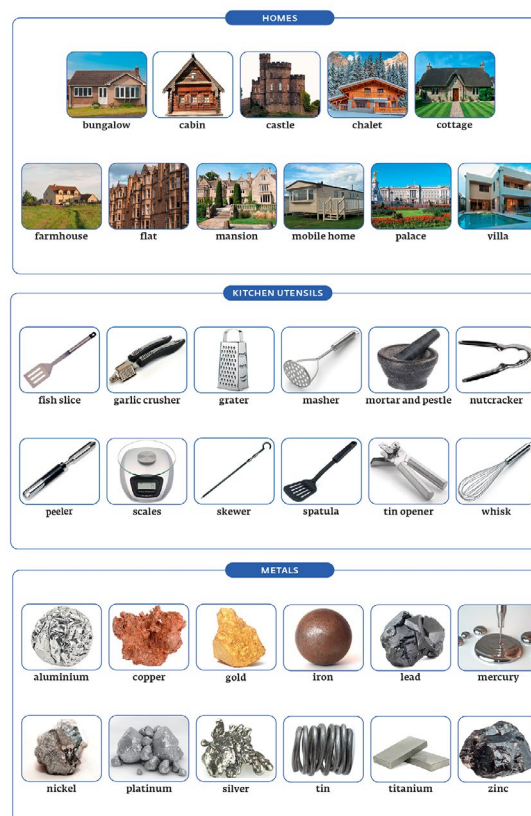 HOMES
bungalow cabin castle chalet cottage
farmhouse flat mansion mobile home palace villa
KITCHEN UTENSILS
fish slice garlic crusher grater masher mortar and pestle nutcracker
peeler scales skewer spatula tin opener whisk
METALS
aluminium copper gold iron lead mercury
nickel platinum silver tin titanium zinc